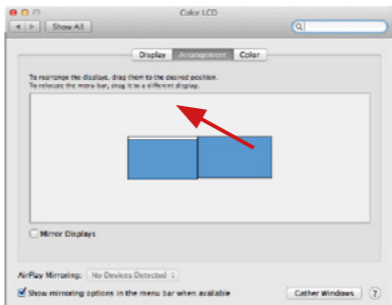 Color LCD
Show All
Display Arrangement Color
To rearrange the displays, drag them to the desired position.
To relocate the menu bar, drag it to a different display.
Mirror Displays
AirPlay Mirroring: No Devices Detected
Show mirroring options in the menu bar when available
Gather Windows ?